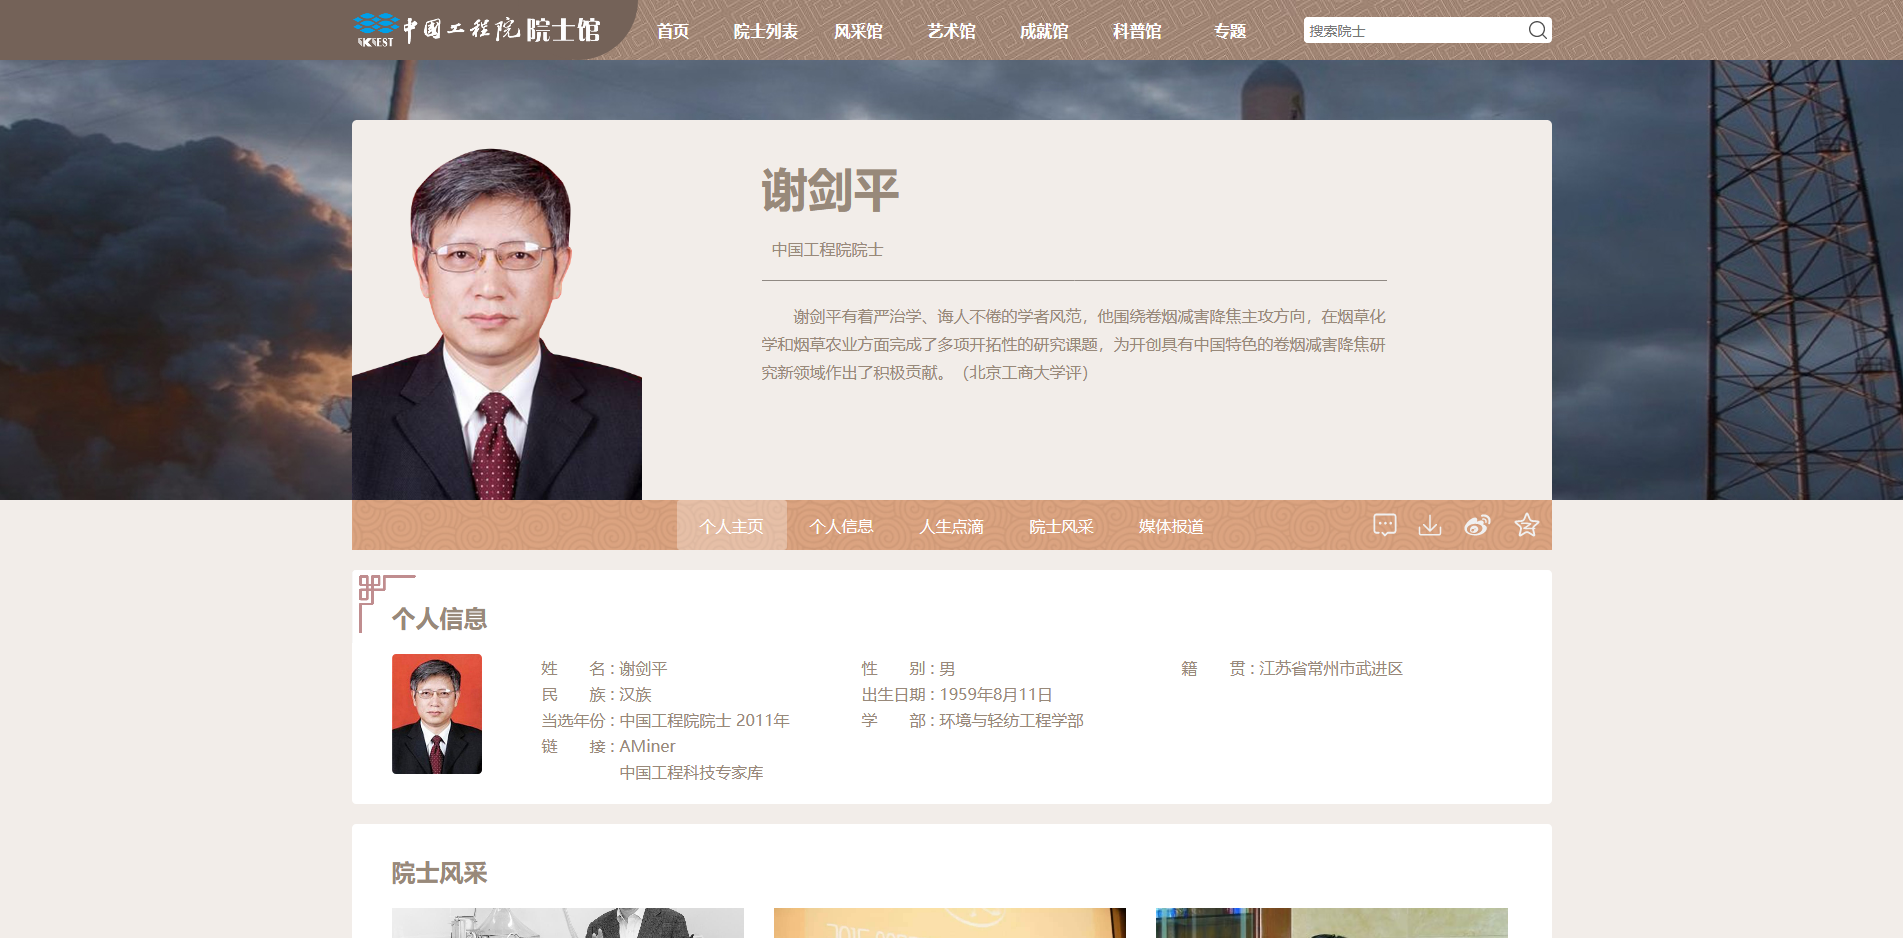 IKCEST 中国工程院 院士馆
首页 院士列表 风采馆 艺术馆 成就馆 科普馆 专题 搜索院士
谢剑平
中国工程院院士
谢剑平有着严治学、诲人不倦的学者风范，他围绕卷烟减害降焦主攻方向，在烟草化
学和烟草农业方面完成了多项开拓性的研究课题，为开创具有中国特色的卷烟减害降焦研
究新领域作出了积极贡献。（北京工商大学评）
个人主页 个人信息 人生点滴 院士风采 媒体报道
个人信息
姓 名 : 谢剑平 性 别 : 男 籍 贯 : 江苏省常州市武进区
民 族 : 汉族 出生日期 : 1959年8月11日
当选年份 : 中国工程院院士 2011年 学 部 : 环境与轻纺工程学部
链 接 : AMiner
中国工程科技专家库
院士风采